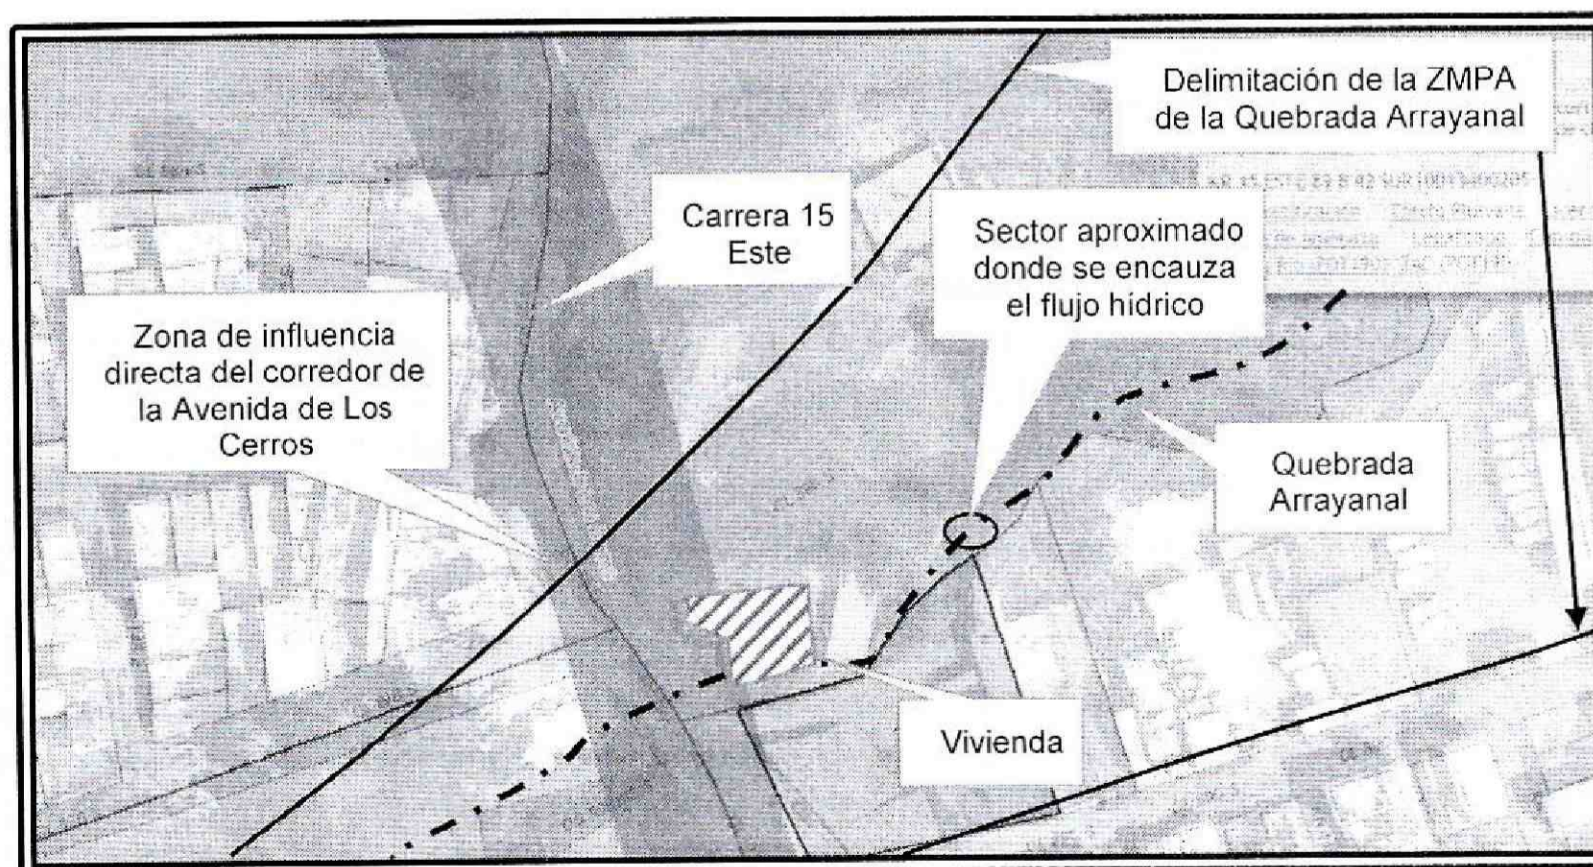 Delimitación de la ZMPA
de la Quebrada Arrayanal
Carrera 15
Este
Sector aproximado
donde se encauza
el flujo hídrico
Zona de influencia
directa del corredor de
la Avenida de Los
Cerros
Quebrada
Arrayanal
Vivienda